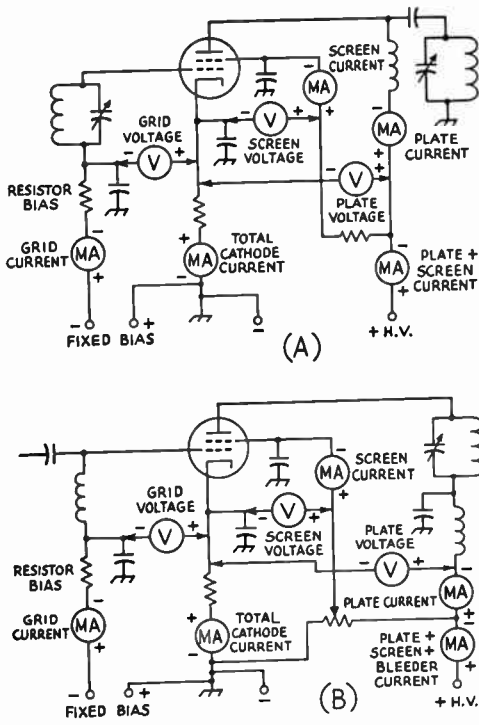 SCREEN
CURRENT
- MA +
GRID
VOLTAGE
- V +
- V +
SCREEN
VOLTAGE
- MA +
PLATE
CURRENT
RESISTOR
BIAS
- V +
PLATE
VOLTAGE
GRID
CURRENT
- MA +
+ MA -
TOTAL
CATHODE
CURRENT
- MA +
PLATE +
SCREEN
CURRENT
- FIXED BIAS +
-
+ H.V.
(A)
SCREEN
CURRENT
- MA +
GRID
VOLTAGE
- V +
- V +
SCREEN
VOLTAGE
PLATE
VOLTAGE
- V +
RESISTOR
BIAS
PLATE CURRENT
- MA +
GRID
CURRENT
- MA +
+ MA -
TOTAL
CATHODE
CURRENT
PLATE +
SCREEN +
BLEEDER
CURRENT
- MA +
- FIXED BIAS +
-
+ H.V.
(B)